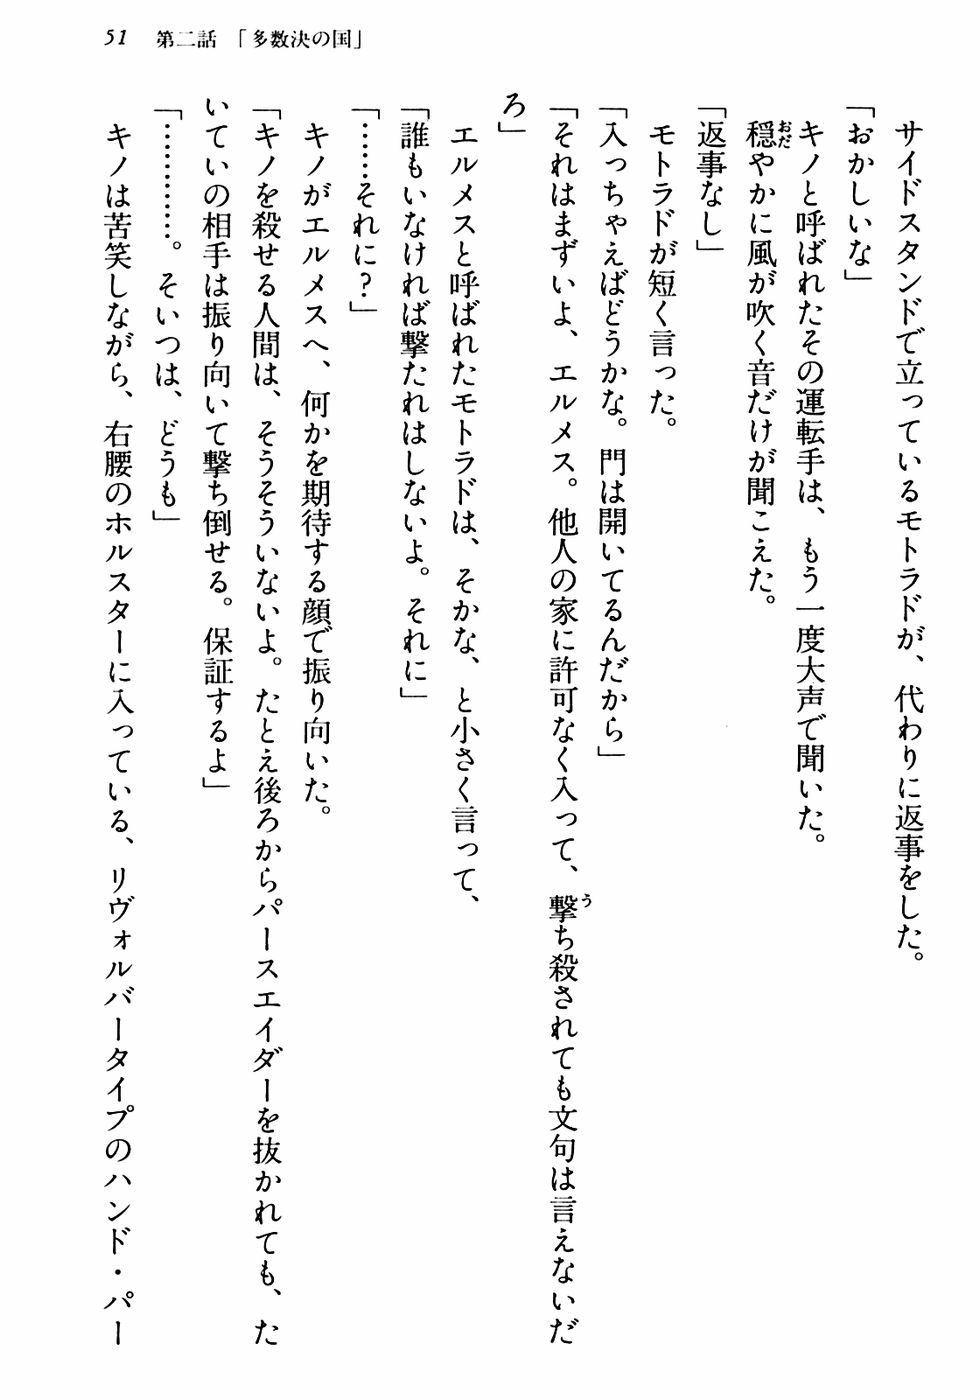 51 第二話 「多数決の国」
サイドスタンドで立っているモトラドが、代わりに返事をした。
「おかしいな」
キノと呼ばれたその運転手は、もう一度大声で聞いた。
穏やかに風が吹く音だけが聞こえた。
「返事なし」
モトラドが短く言った。
「入っちゃえばどうかな。門は開いてるんだから」
「それはまずいよ、エルメス。他人の家に許可なく入って、撃ち殺されても文句は言えないだ
ろ」
エルメスと呼ばれたモトラドは、そかな、と小さく言って、
「誰もいなければ撃たれはしないよ。それに」
「……それに？」
キノがエルメスへ、何かを期待する顔で振り向いた。
「キノを殺せる人間は、そうそういないよ。たとえ後ろからパースエイダーを抜かれても、た
いていの相手は振り向いて撃ち倒せる。保証するよ」
「…………。そいつは、どうも」
キノは苦笑しながら、右腰のホルスターに入っている、リヴォルバータイプのハンド・パー